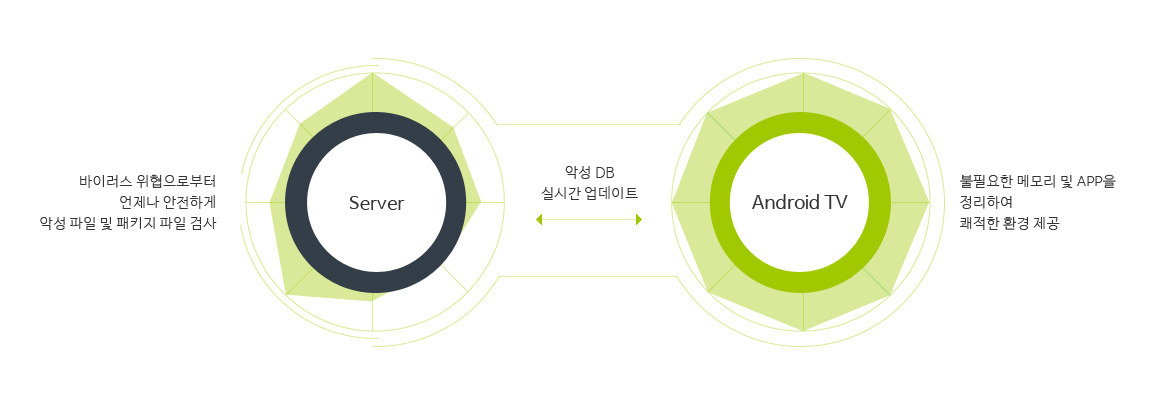 바이러스 위협으로부터
언제나 안전하게
악성 파일 및 패키지 파일 검사
Server
악성 DB
실시간 업데이트
Android TV
불필요한 메모리 및 APP을
정리하여
쾌적한 환경 제공